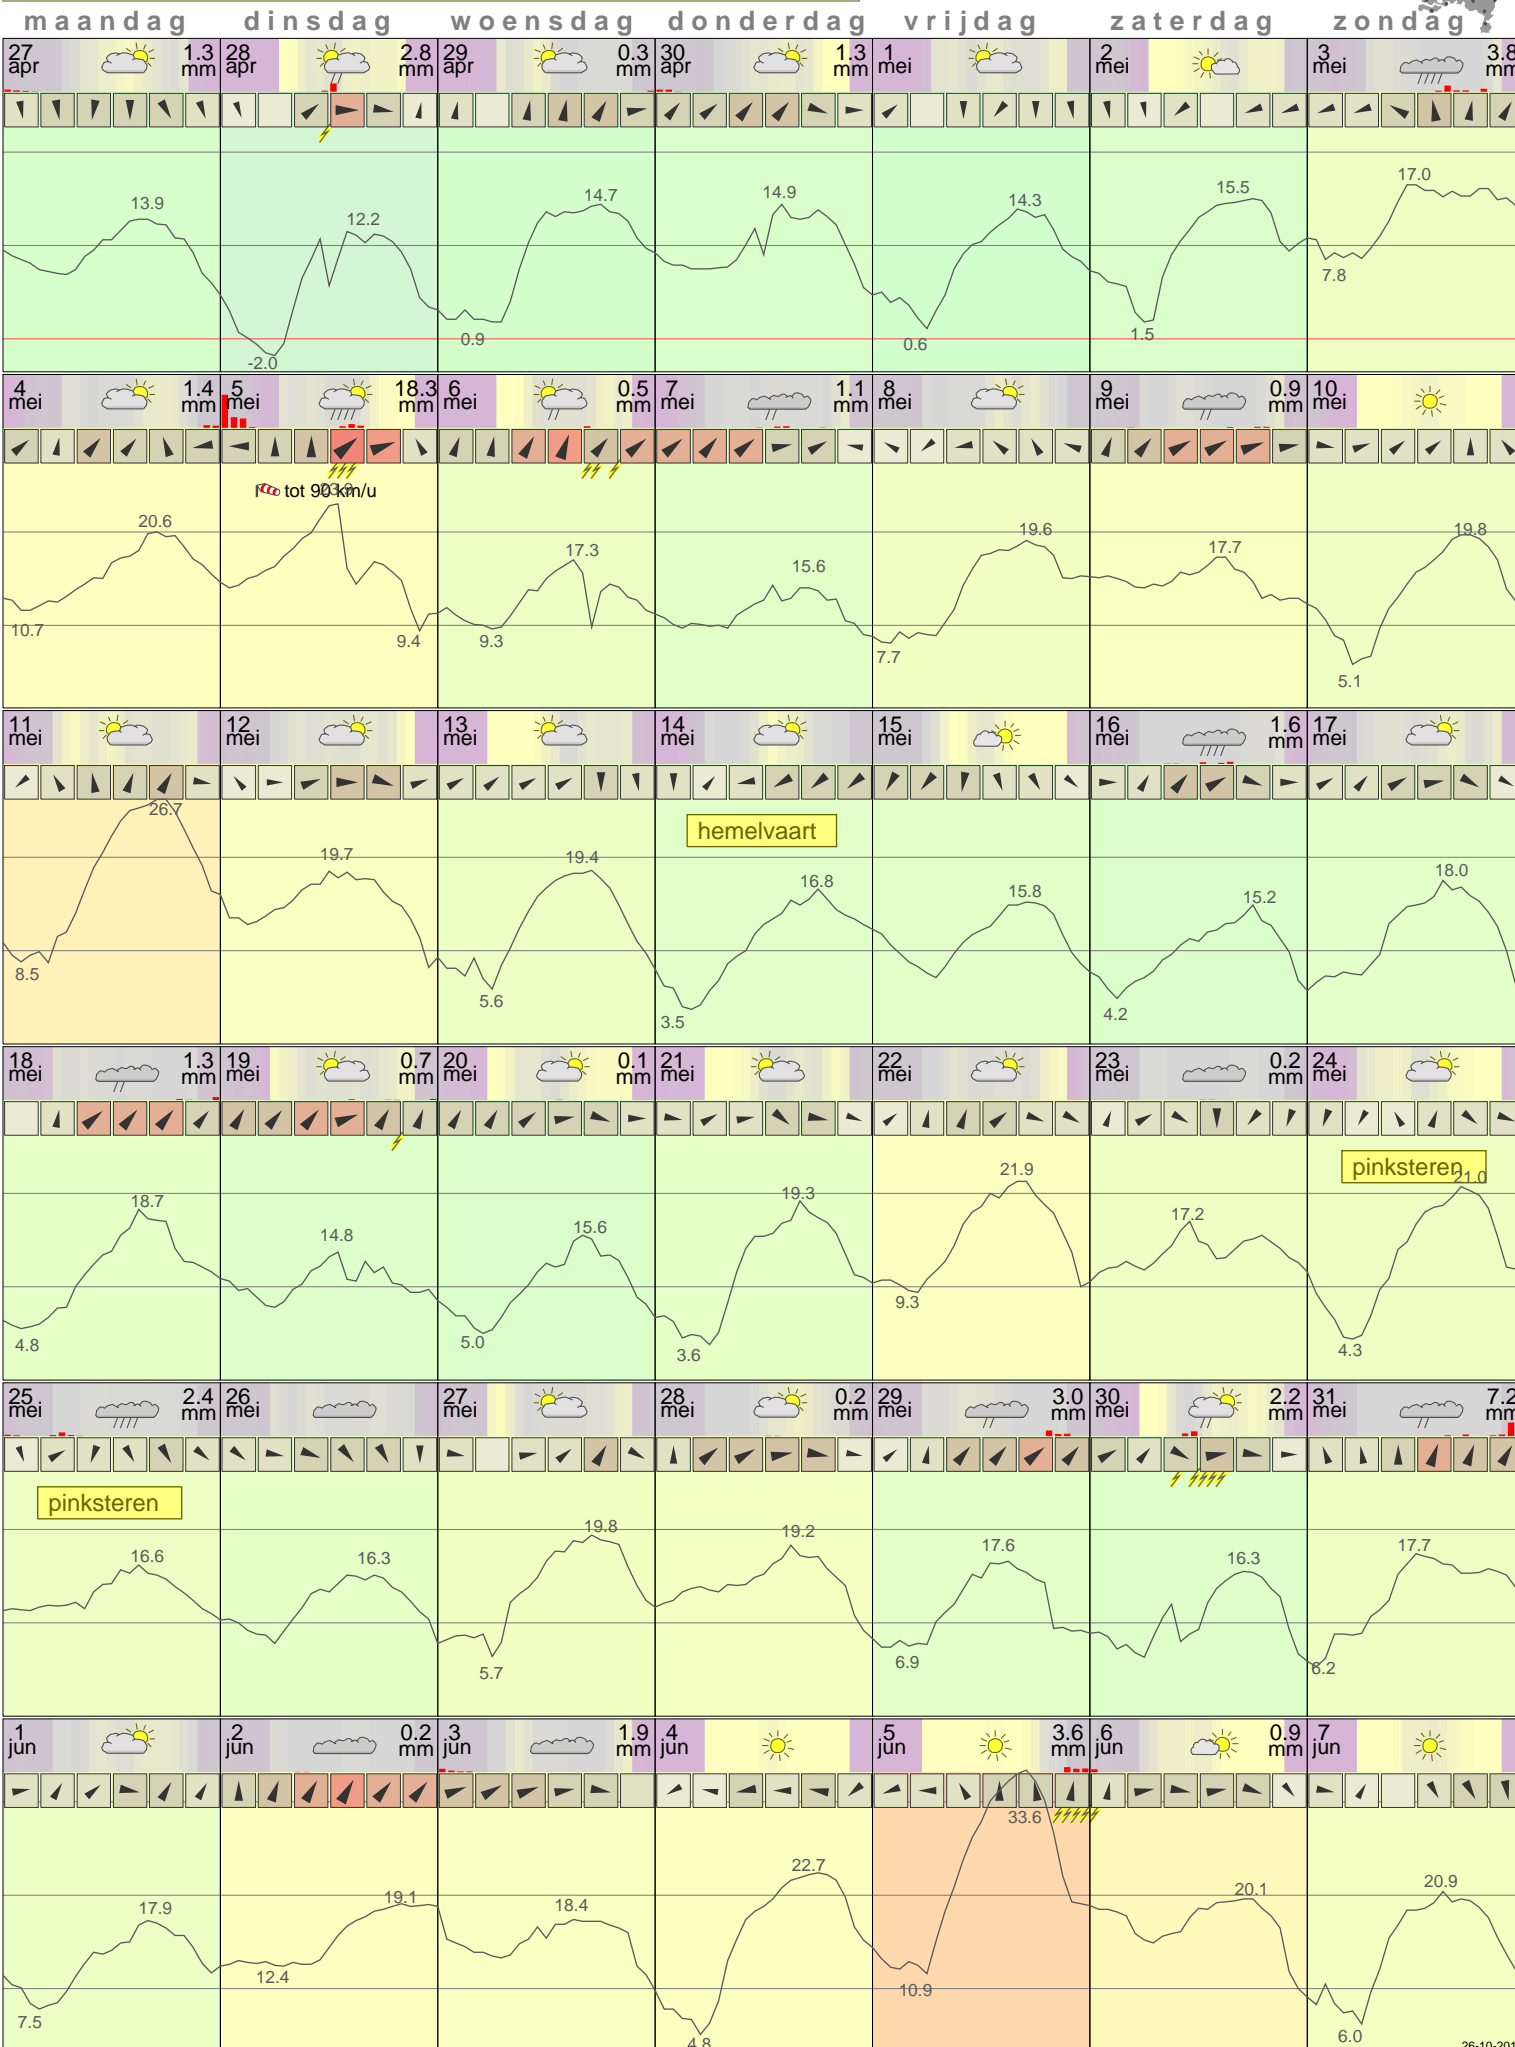 maandag dinsdag woensdag donderdag vrijdag zaterdag zondag
27 1.3 28 2.8 29 0.3 30 1.3 1 2 3 3.8
apr mm apr mm apr mm apr mm mei mei mei mm
13.9 12.2 14.7 14.9 14.3 15.5 17.0
-2.0 0.9 0.6 1.5 7.8
4 1.4 5 18.3 6 0.5 7 1.1 8 9 0.9 10
mei mm mei mm mei mm mei mm mei mei mm mei
tot 90 km/u
20.6 23.3 17.3 15.6 19.6 17.7 19.8
10.7 9.4 9.3 7.7 5.1
11 12 13 14 15 16 1.6 17
mei mei mei mei mei mei mm mei
hemelvaart
26.7 19.7 19.4 16.8 15.8 15.2 18.0
8.5 5.6 3.5 4.2
18 1.3 19 0.7 20 0.1 21 22 23 0.2 24
mei mm mei mm mei mm mei mei mei mm mei
pinksteren
18.7 14.8 15.6 19.3 21.9 17.2 21.0
4.8 5.0 3.6 9.3 4.3
25 2.4 26 27 28 0.2 29 3.0 30 2.2 31 7.2
mei mm mei mei mei mm mei mm mei mm mei mm
pinksteren
16.6 16.3 19.8 19.2 17.6 16.3 17.7
5.7 6.9 6.2
1 2 0.2 3 1.9 4 5 3.6 6 0.9 7
jun jun mm jun mm jun jun mm jun mm jun
17.9 19.1 18.4 22.7 33.6 20.1 20.9
7.5 12.4 4.8 10.9 6.0
26-10-201